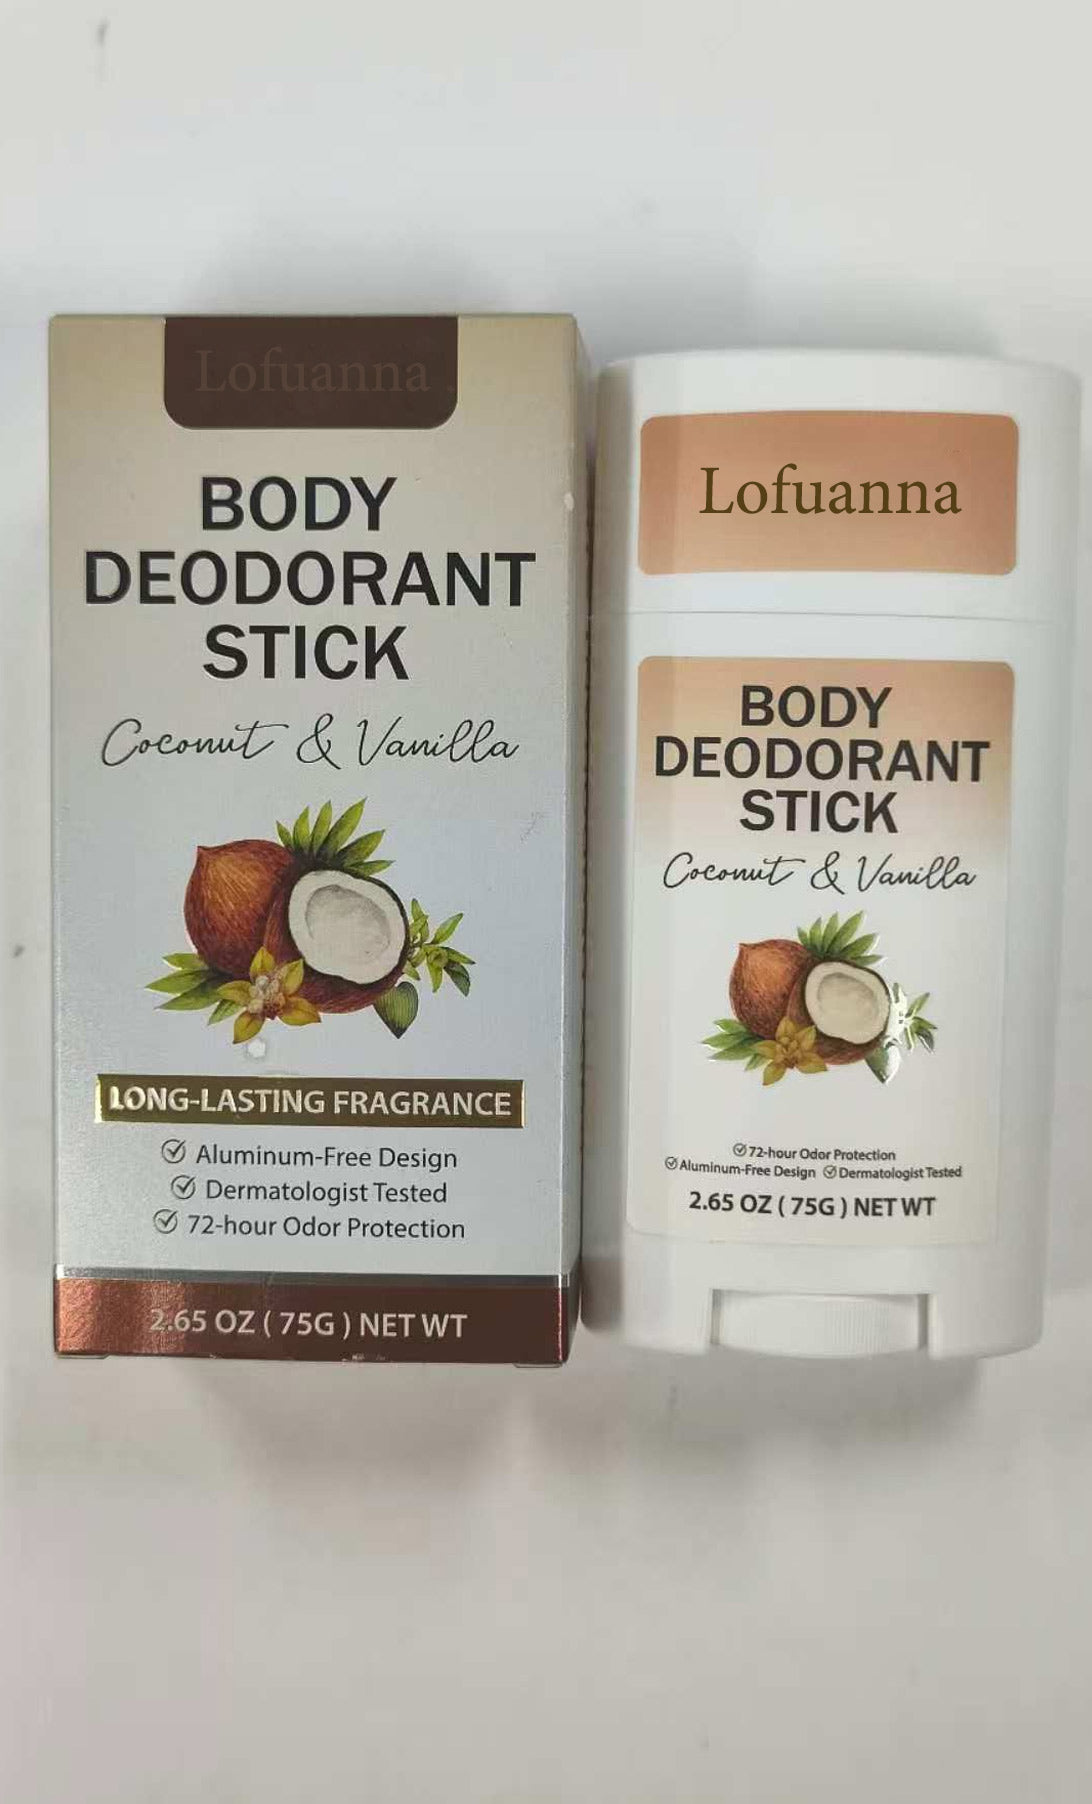 Lofuanna
BODY
DEODORANT
STICK
Coconut & Vanilla
LONG-LASTING FRAGRANCE
Aluminum-Free Design
Dermatologist Tested
72-hour Odor Protection
2.65 OZ ( 75G ) NET WT
Lofuanna
BODY
DEODORANT
STICK
Coconut & Vanilla
72-hour Odor Protection
Aluminum-Free Design Dermatologist Tested
2.65 OZ ( 75G ) NET WT